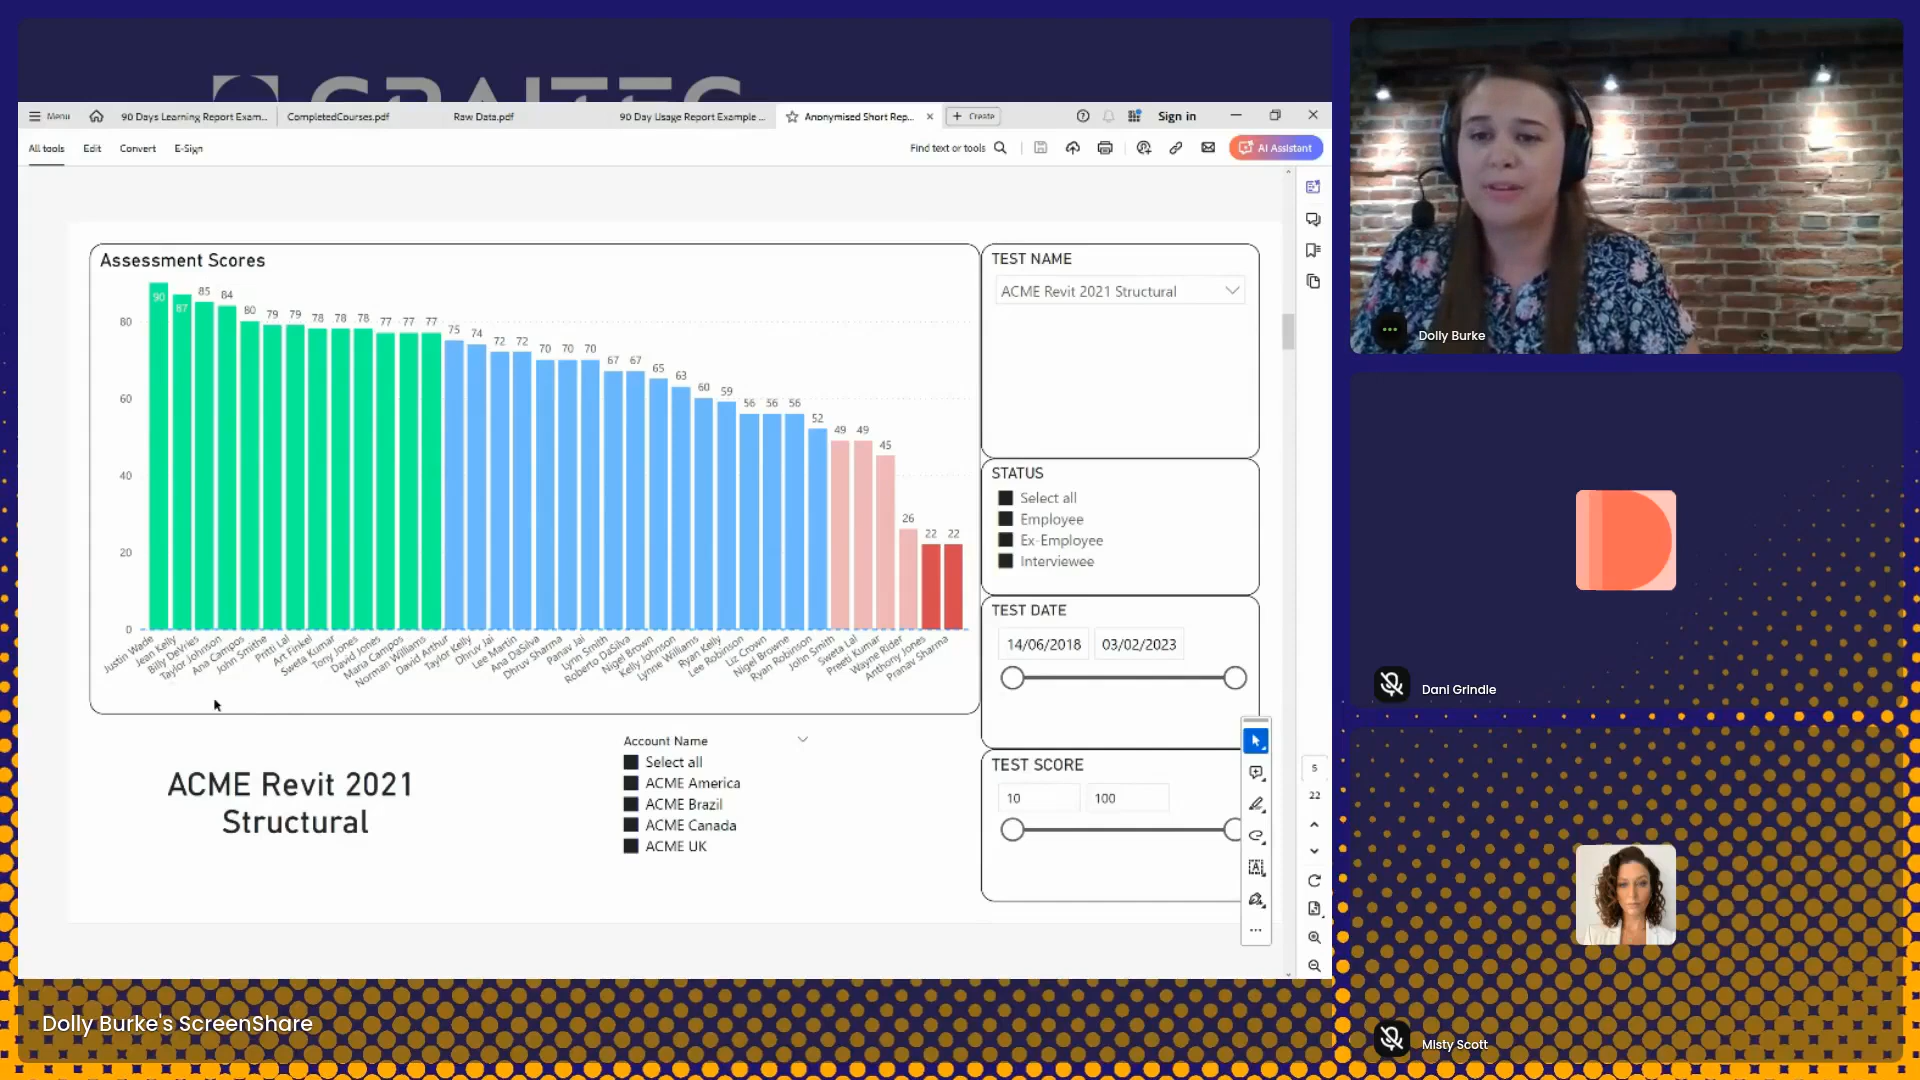 GRAITEC
Menu
90 Days Learning Report Exam...
CompletedCourses.pdf
Raw Data.pdf
90 Day Usage Report Example ...
Anonymised Short Rep...
Create
Sign in
All tools
Edit
Convert
E-Sign
Find text or tools
AI Assistant
Assessment Scores
90
87
85
84
80
79
79
78
78
78
77
77
77
75
74
72
72
70
70
70
67
67
65
63
60
59
56
56
56
52
49
49
45
26
22
22
80
60
40
20
0
Justin Wade
Jean Kelly
Billy DeVries
Taylor Johnson
Ana Campos
John Smithe
Pritti Lal
Art Finkel
Sweta Kumar
Tony Jones
David Jones
Maria Campos
Norman Williams
David Arthur
Taylor Kelly
Dhruv Jai
Lee Martin
Ana DaSilva
Dhruv Sharma
Panav Jai
Lynn Smith
Roberto DaSilva
Nigel Brown
Kelly Johnson
Lynne Williams
Ryan Kelly
Lee Robinson
Liz Crown
Nigel Browne
Ryan Robinson
John Smith
Sweta Lal
Preeti Kumar
Wayne Rider
Anthony Jones
Pranav Sharma
TEST NAME
ACME Revit 2021 Structural
STATUS
Select all
Employee
Ex-Employee
Interviewee
TEST DATE
14/06/2018
03/02/2023
TEST SCORE
10
100
ACME Revit 2021
Structural
Account Name
Select all
ACME America
ACME Brazil
ACME Canada
ACME UK
5
22
Dolly Burke
Dani Grindle
Misty Scott
Dolly Burke's ScreenShare